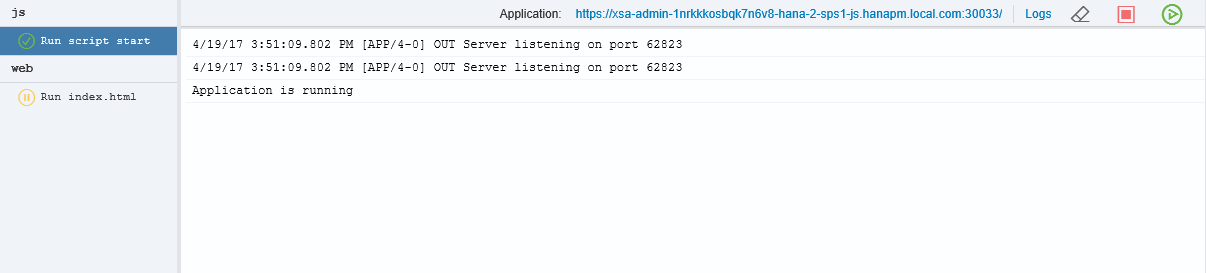 js
Run script start
web
Run index.html
Application: https://xsa-admin-1nrkkkosbqk7n6v8-hana-2-sps1-js.hanapm.local.com:30033/ Logs
4/19/17 3:51:09.802 PM [APP/4-0] OUT Server listening on port 62823
4/19/17 3:51:09.802 PM [APP/4-0] OUT Server listening on port 62823
Application is running